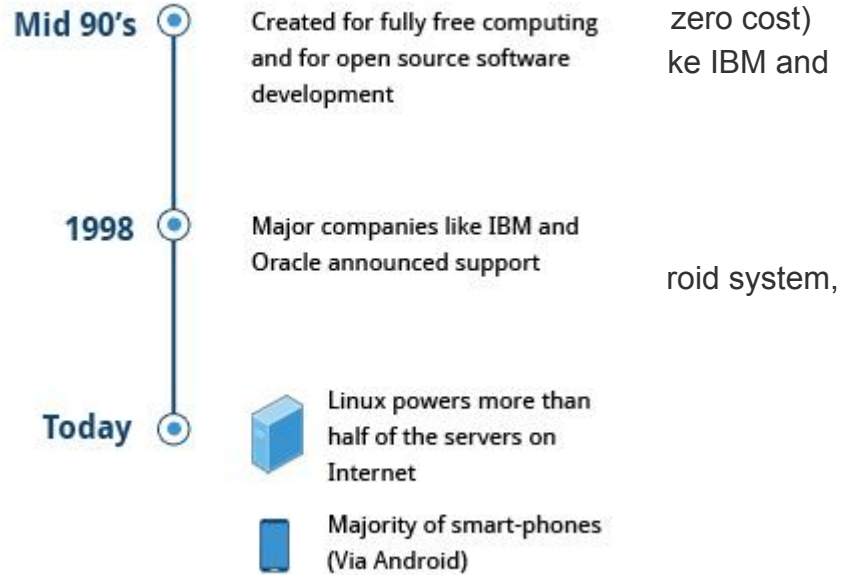 Mid 90's
Created for fully free computing
and for open source software
development
zero cost)
ke IBM and
1998
Major companies like IBM and
Oracle announced support
roid system,
Today
Linux powers more than
half of the servers on
Internet
Majority of smart-phones
(Via Android)